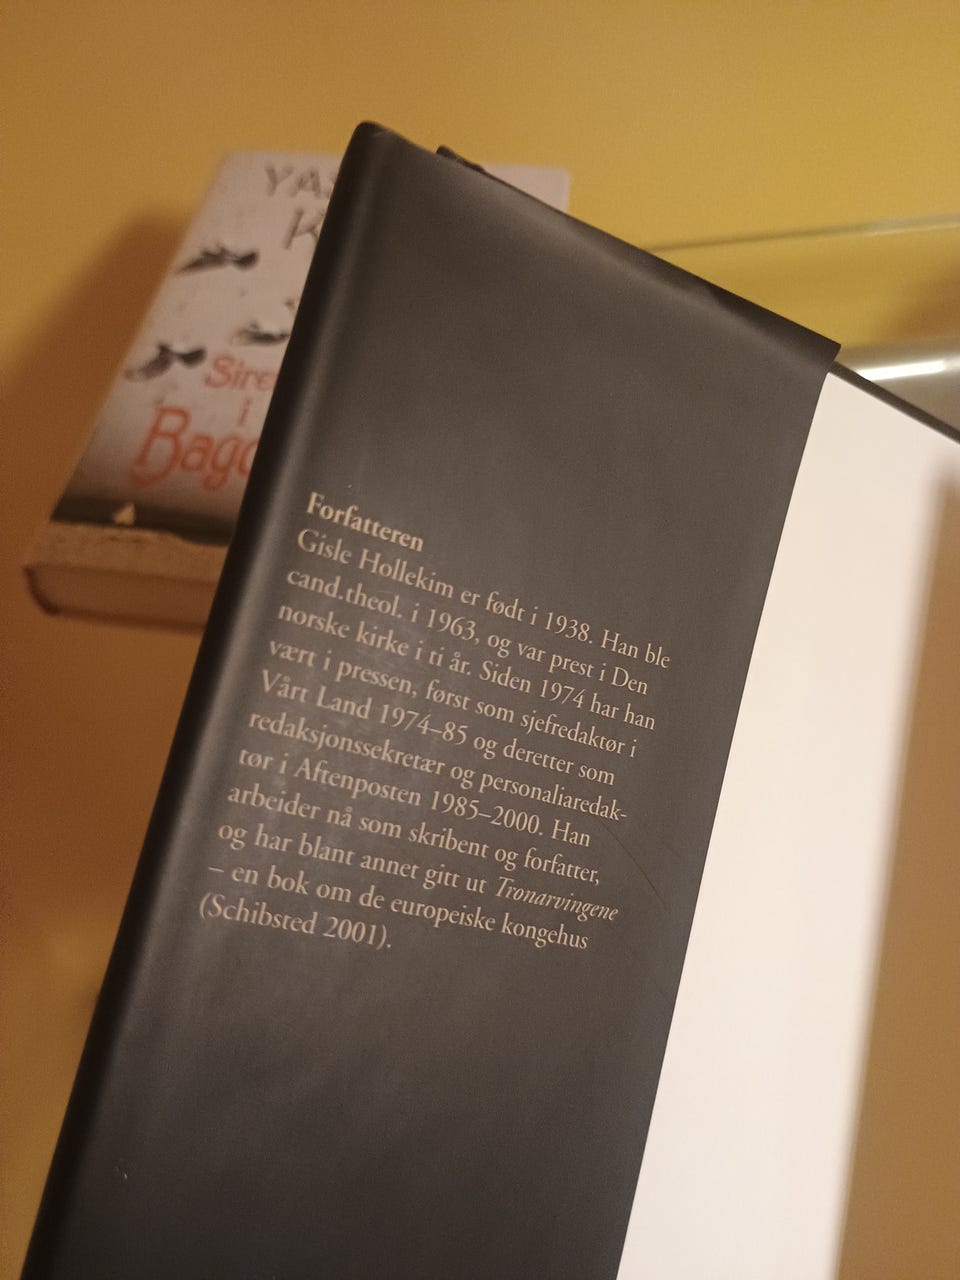 Forfatteren
Gisle Hollekim er født i 1938. Han ble
cand.theol. i 1963, og var prest i Den
norske kirke i ti år. Siden 1974 har han
vært i pressen, først som sjefredaktør i
Vårt Land 1974–85 og deretter som
redaksjonssekretær og personaliaredak-
tør i Aftenposten 1985–2000. Han
arbeider nå som skribent og forfatter,
og har blant annet gitt ut Tronarvingene
– en bok om de europeiske kongehus
(Schibsted 2001).
i